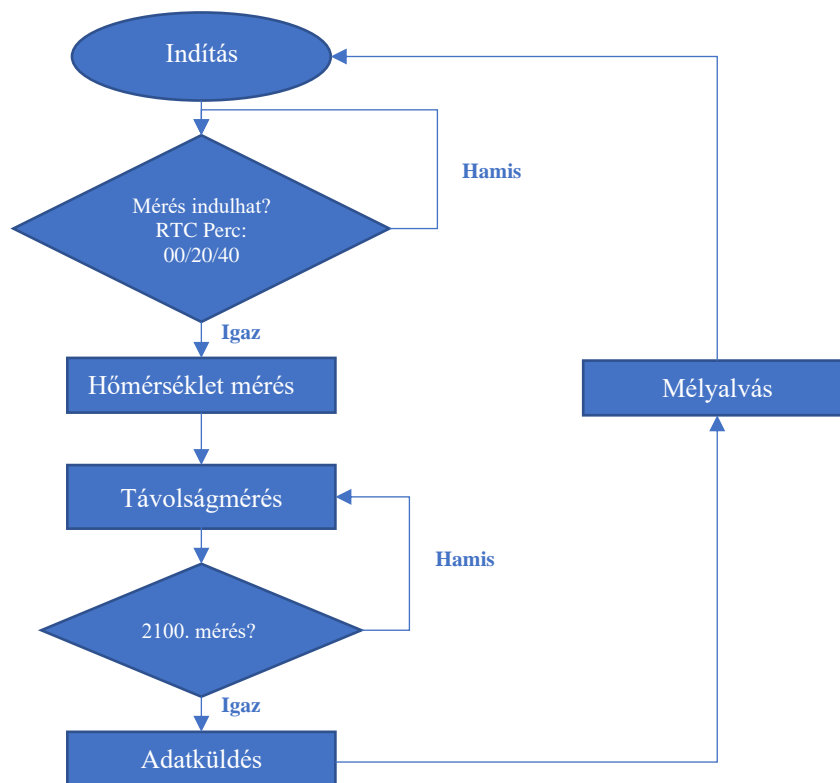 Indítás
Hamis
Mérés indulhat?
RTC Perc:
00/20/40
Igaz
Hőmérséklet mérés
Mélyalvás
Távolságmérés
Hamis
2100. mérés?
Igaz
Adatküldés